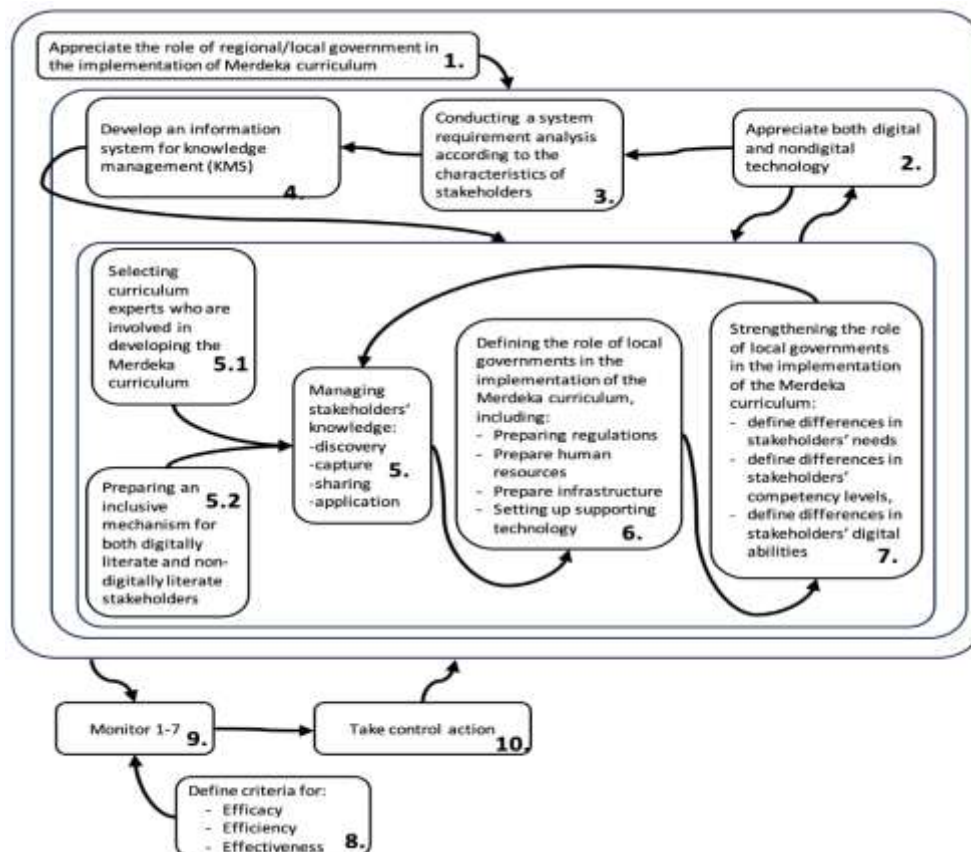 Appreciate the role of regional/local government in
the implementation of Merdeka curriculum
1.
Develop an information
system for knowledge
management (KMS)
4.
Conducting a system
requirement analysis
according to the
characteristics of
stakeholders
3.
Appreciate both digital
and nondigital
technology
2.
Selecting
curriculum
experts who are
involved in
developing the
Merdeka
curriculum
5.1
Preparing an
inclusive
mechanism for
both digitally
literate and non-
digitally literate
stakeholders
5.2
Managing
stakeholders'
knowledge:
-discovery
-capture
-sharing
-application
5.
Defining the role of local
governments in the
implementation of the
Merdeka curriculum,
including:
- Preparing regulations
- Prepare human
resources
- Prepare infrastructure
- Setting up supporting
technology
6.
Strengthening the role
of local governments
in the implementation
of the Merdeka
curriculum:
- define differences in
stakeholders' needs
- define differences in
stakeholders'
competency levels,
- define differences in
stakeholders' digital
abilities
7.
Monitor 1-7
9.
Take control action
10.
Define criteria for:
- Efficacy
- Efficiency
- Effectiveness
8.